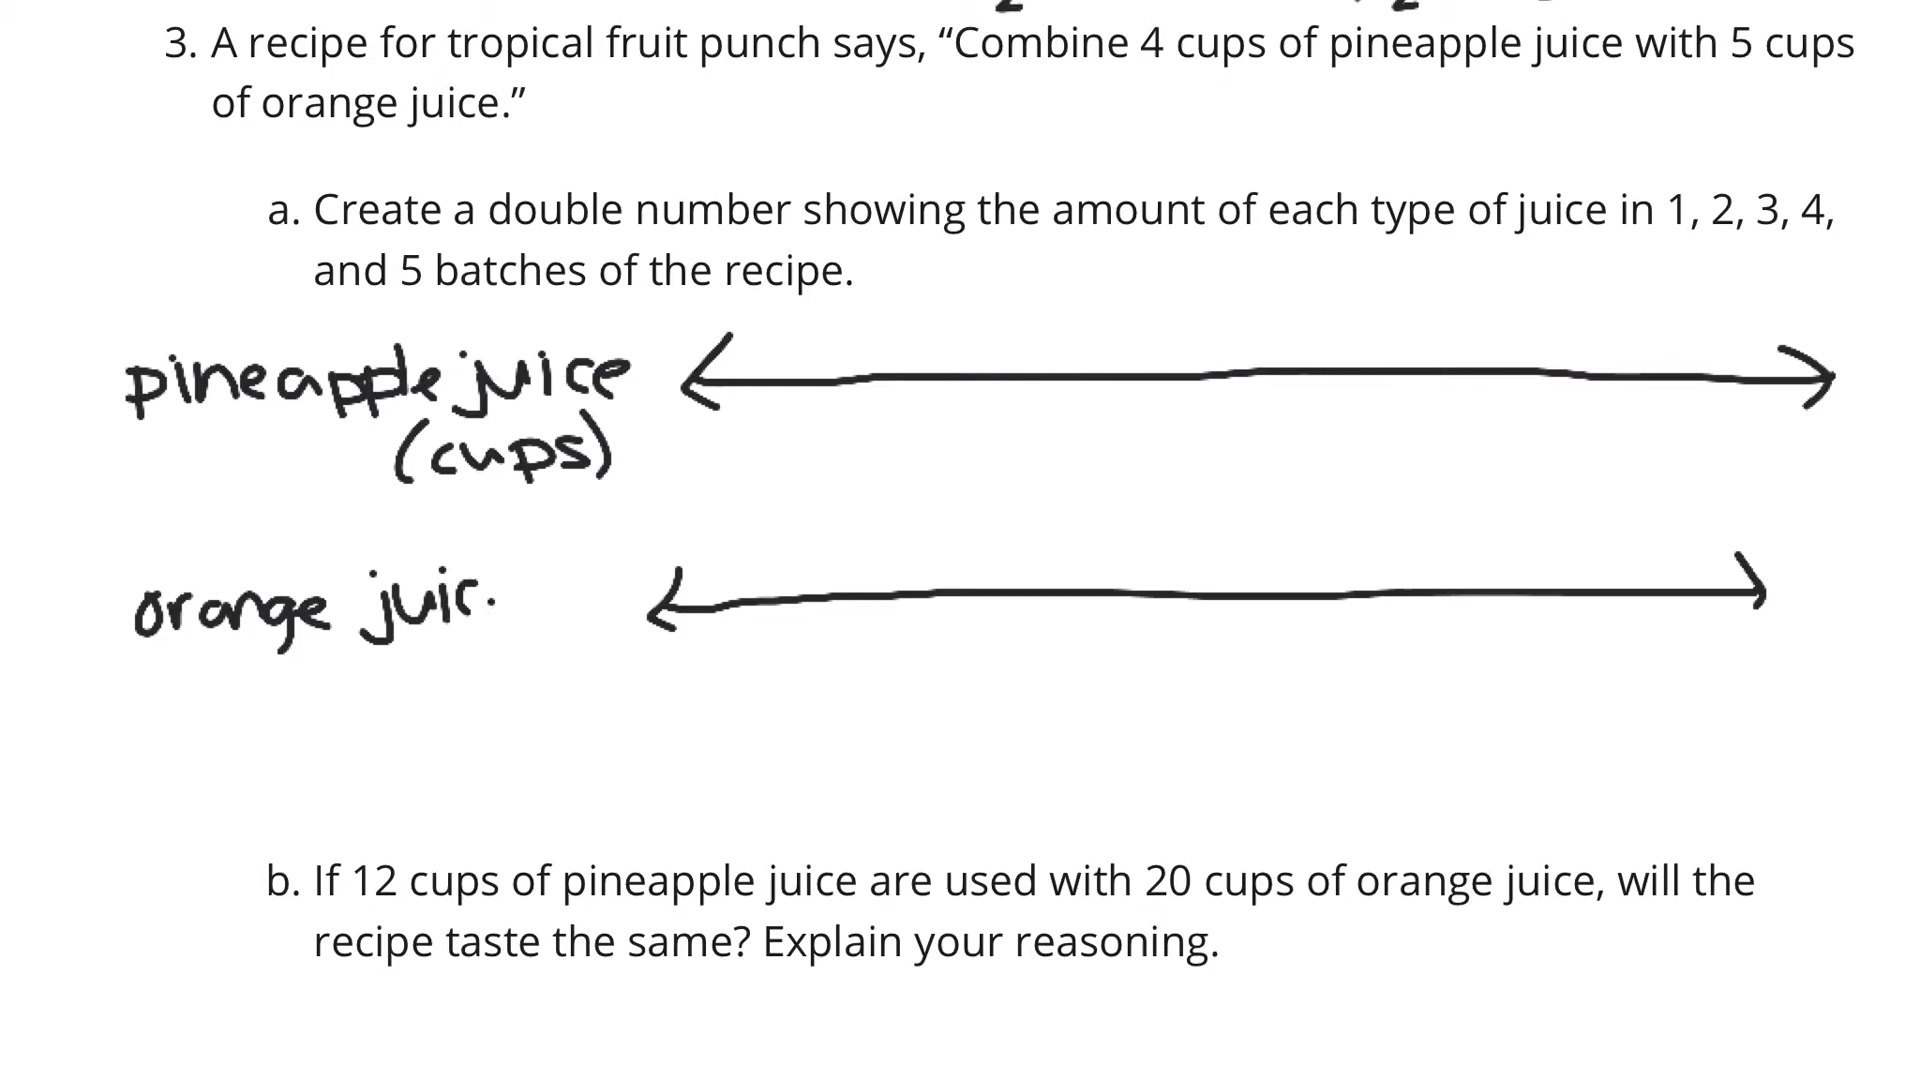 3. A recipe for tropical fruit punch says, “Combine 4 cups of pineapple juice with 5 cups
of orange juice.”
a. Create a double number showing the amount of each type of juice in 1, 2, 3, 4,
and 5 batches of the recipe.
pineapple juice
(cups)
orange juic
b. If 12 cups of pineapple juice are used with 20 cups of orange juice, will the
recipe taste the same? Explain your reasoning.